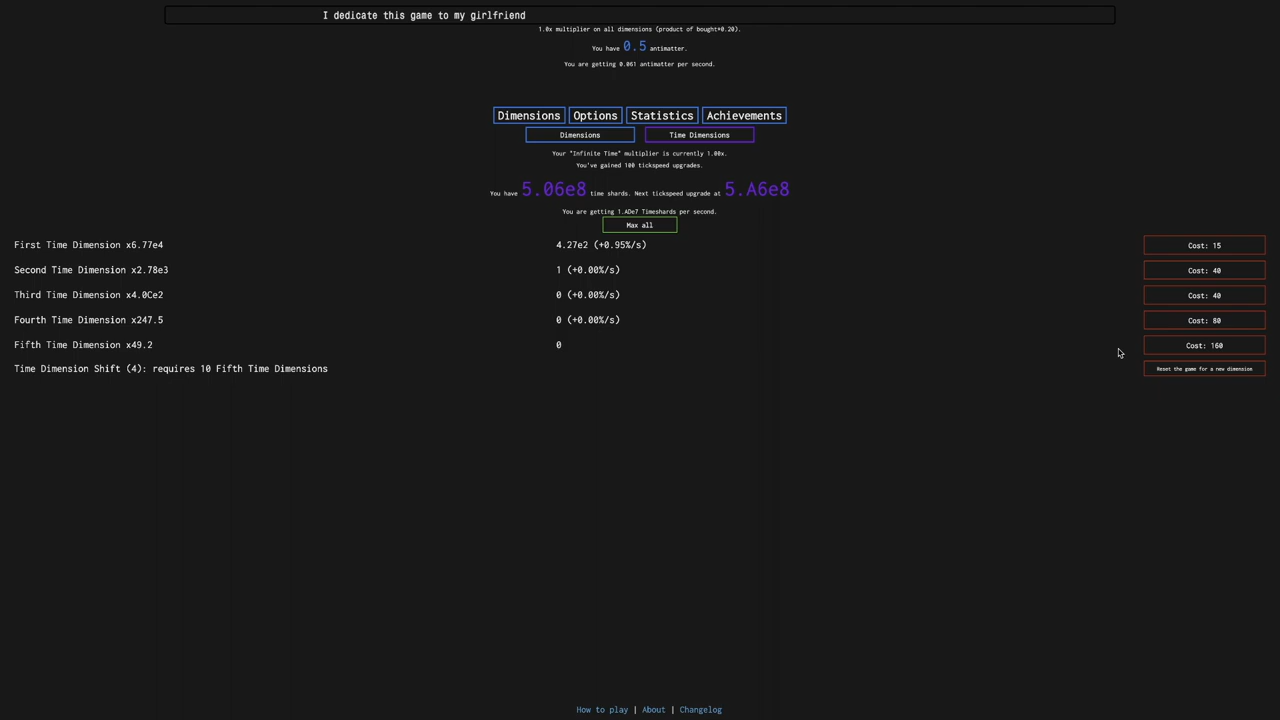 I dedicate this game to my girlfriend
1.0x multiplier on all dimensions (product of bought*0.20).
You have 0.5 antimatter.
You are getting 0.061 antimatter per second.
Dimensions Options Statistics Achievements
Dimensions Time Dimensions
Your "Infinite Time" multiplier is currently 1.00x.
You've gained 100 tickspeed upgrades.
You have 5.06e8 time shards. Next tickspeed upgrade at 5.A6e8
You are getting 1.ADe7 Timeshards per second.
Max all
First Time Dimension x6.77e4 4.27e2 (+0.95%/s) Cost: 15
Second Time Dimension x2.78e3 1 (+0.00%/s) Cost: 40
Third Time Dimension x4.0Ce2 0 (+0.00%/s) Cost: 40
Fourth Time Dimension x247.5 0 (+0.00%/s) Cost: 80
Fifth Time Dimension x49.2 0 Cost: 160
Time Dimension Shift (4): requires 10 Fifth Time Dimensions Reset the game for a new dimension
How to play | About | Changelog